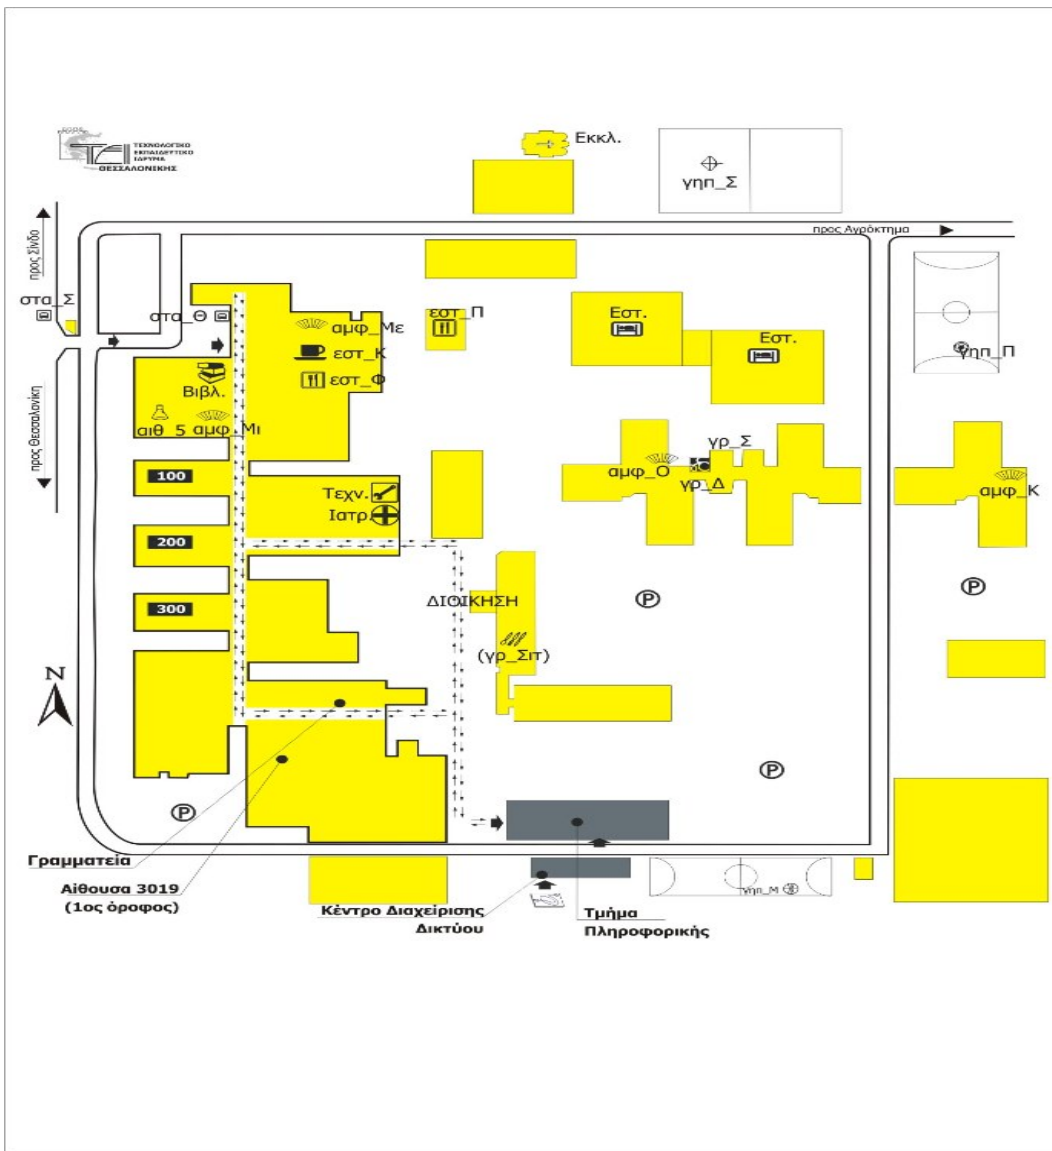 ΤΕΙ ΤΕΧΝΟΛΟΓΙΚΟ
ΕΚΠΑΙΔΕΥΤΙΚΟ
ΙΔΡΥΜΑ
ΘΕΣΣΑΛΟΝΙΚΗΣ
Εκκλ.
γηπ_Σ
προς Αγρόκτημα
προς Σίνδο
στα_Σ
στα_Θ
αμφ_Με
εστ_Π
Εστ.
Εστ.
γηπ_Π
εστ_Κ
εστ_Φ
Βιβλ.
αιθ_5
αμφ_Μι
προς Θεσσαλονίκη
100
γρ_Σ
αμφ_Ο
γρ_Δ
αμφ_Κ
Τεχν.
Ιατρ.
200
300
ΔΙΟΙΚΗΣΗ
P
P
(γρ_Σιτ)
N
P
P
Γραμματεία
Αίθουσα 3019
(1ος όροφος)
Κέντρο Διαχείρισης
Δικτύου
Τμήμα
Πληροφορικής
γηπ_Μ